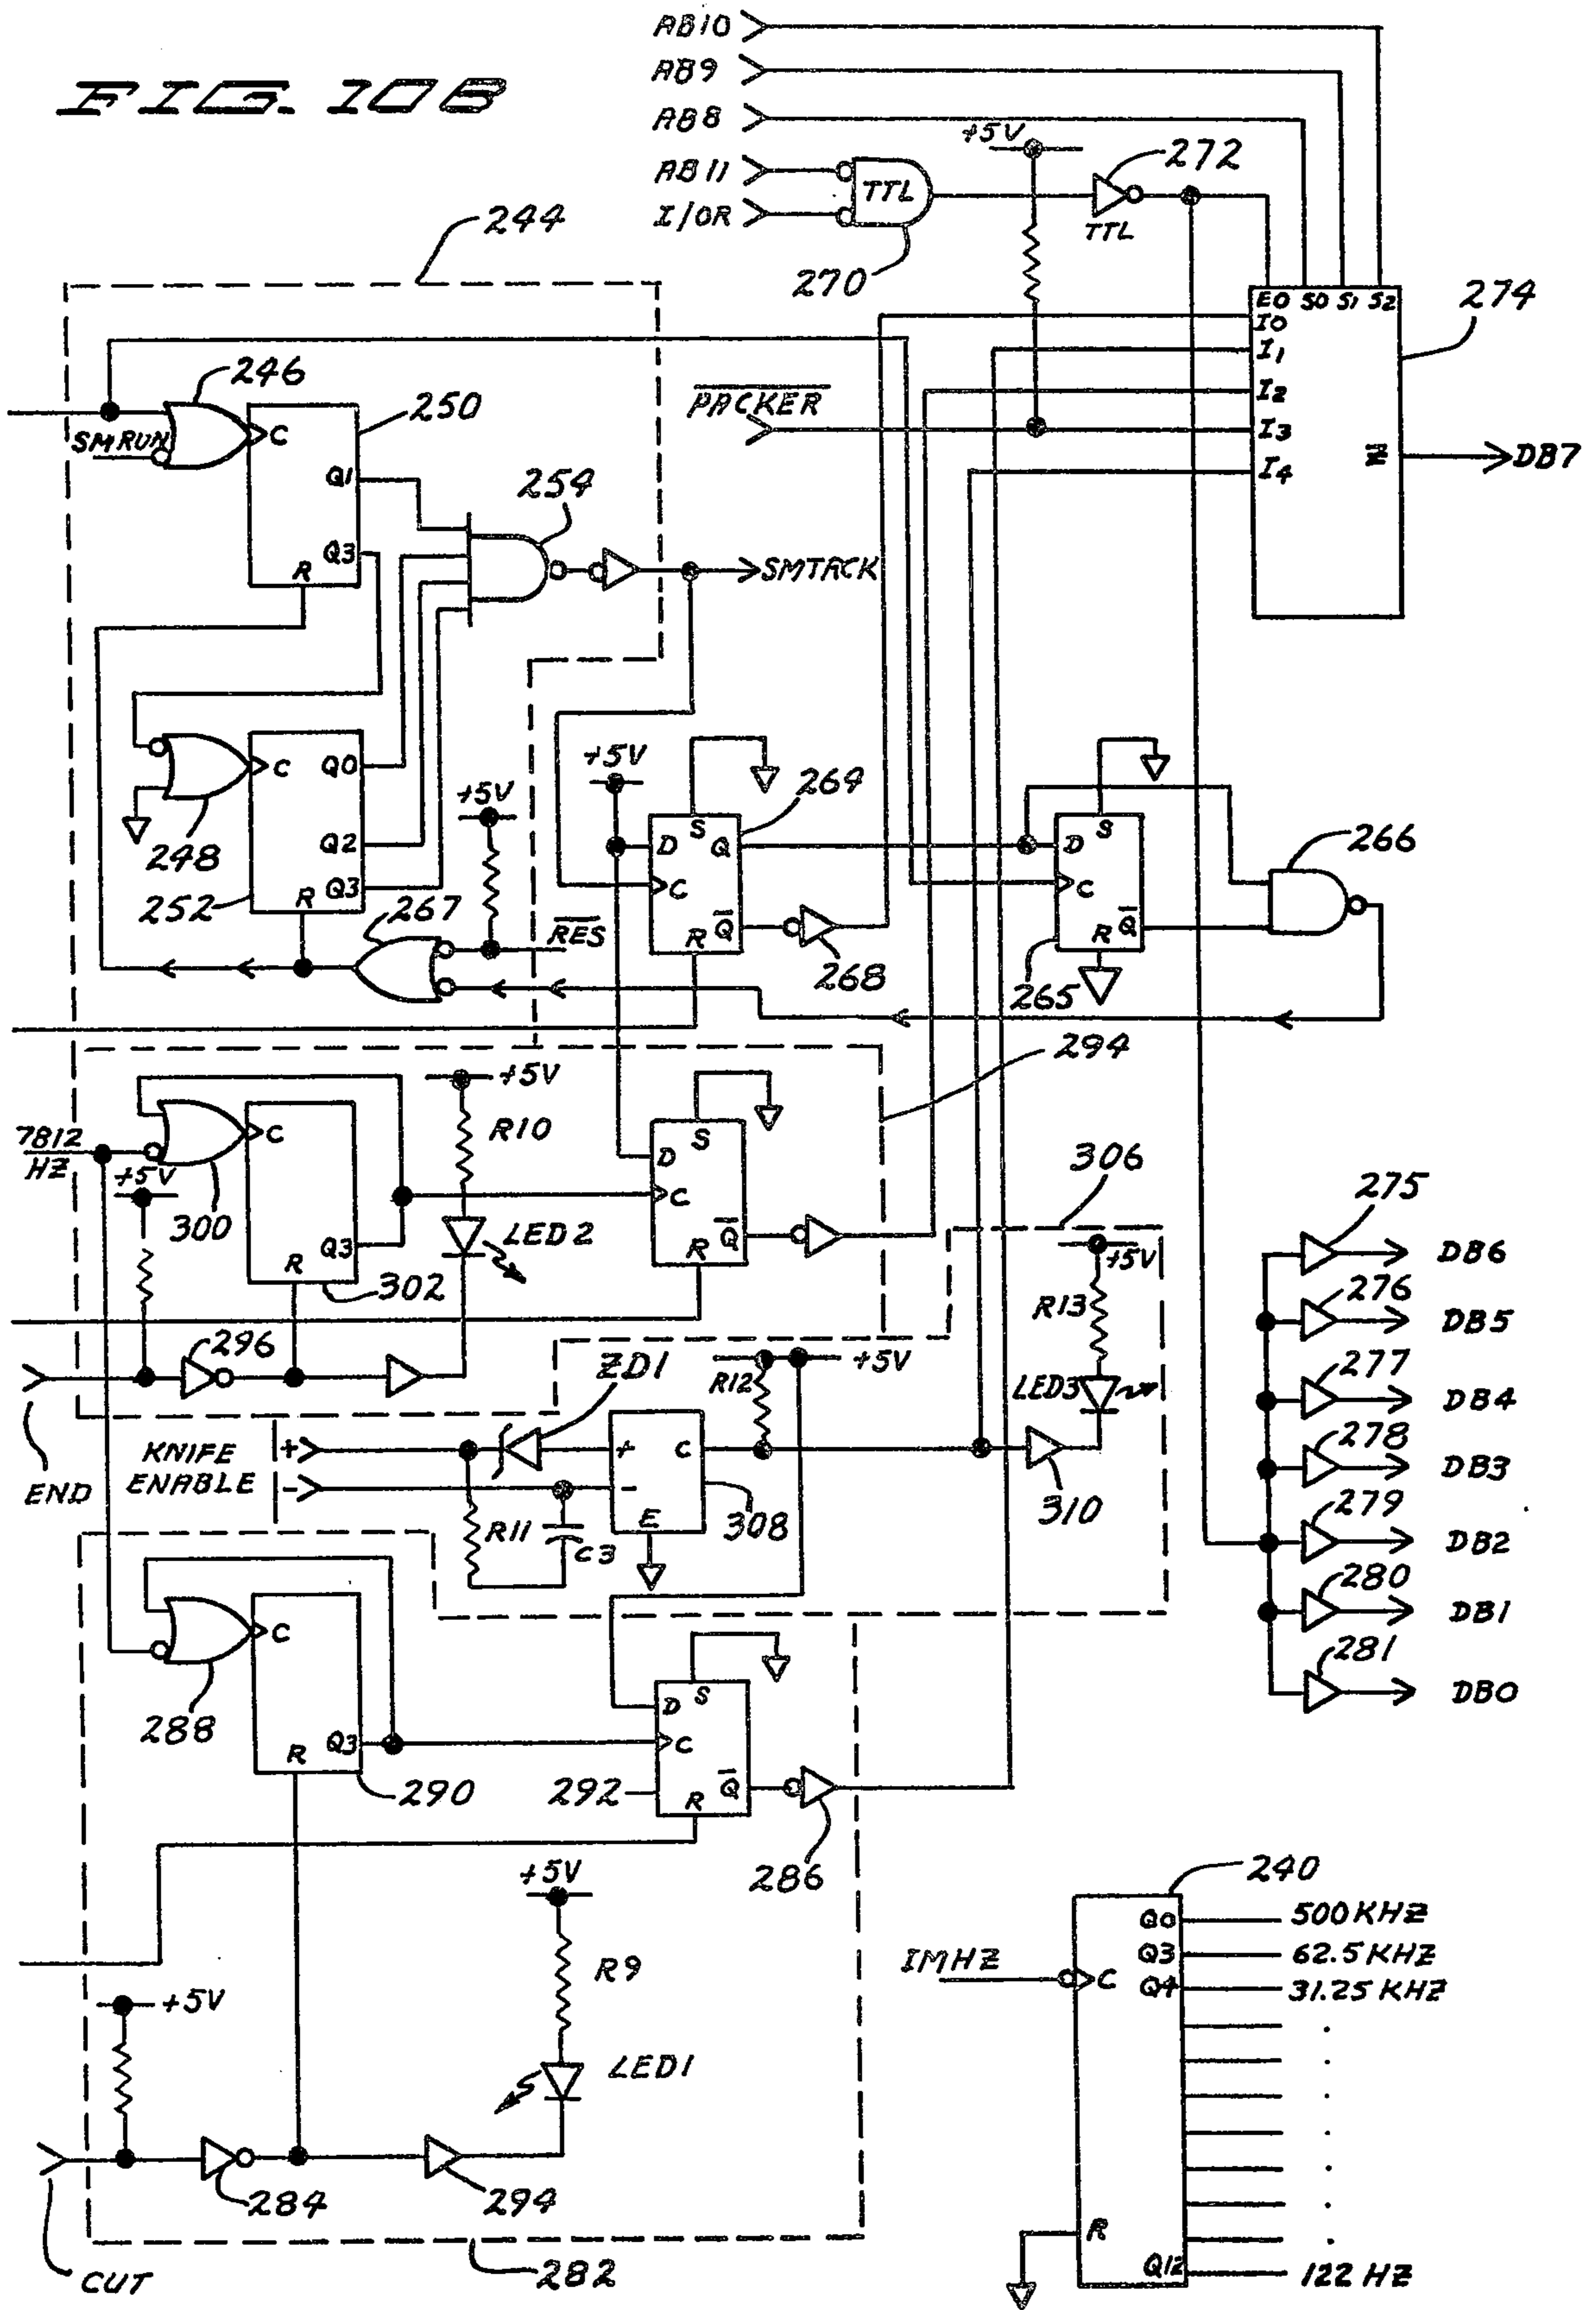 FIG. 10B
AB10
AB9
AB8
AB11
I/OR
TTL
270
+5V
272
TTL
244
274
E0 S0 S1 S2
I0
I1
I2
I3
I4
Z
DB7
PACKER
246
SMRUN
C
250
Q1
Q3
R
254
SMTACK
248
C
Q0
Q2
Q3
R
252
+5V
267
RES
+5V
264
S
D
Q
C
Q
R
268
S
D
C
Q
R
265
266
294
7812
HZ
+5V
300
C
Q3
R
302
+5V
R10
LED2
S
D
C
Q
R
296
END
306
+5V
R13
LED3
310
KNIFE
ENABLE
+
-
ZD1
R11
C3
+
-
C
E
308
R12
+5V
275
DB6
276
DB5
277
DB4
278
DB3
279
DB2
280
DB1
281
DB0
288
C
Q3
R
290
S
D
C
Q
R
292
286
+5V
R9
LED1
+5V
284
294
CUT
282
240
1MHZ
C
Q0
500KHZ
Q3
62.5KHZ
Q4
31.25KHZ
R
Q12
122HZ